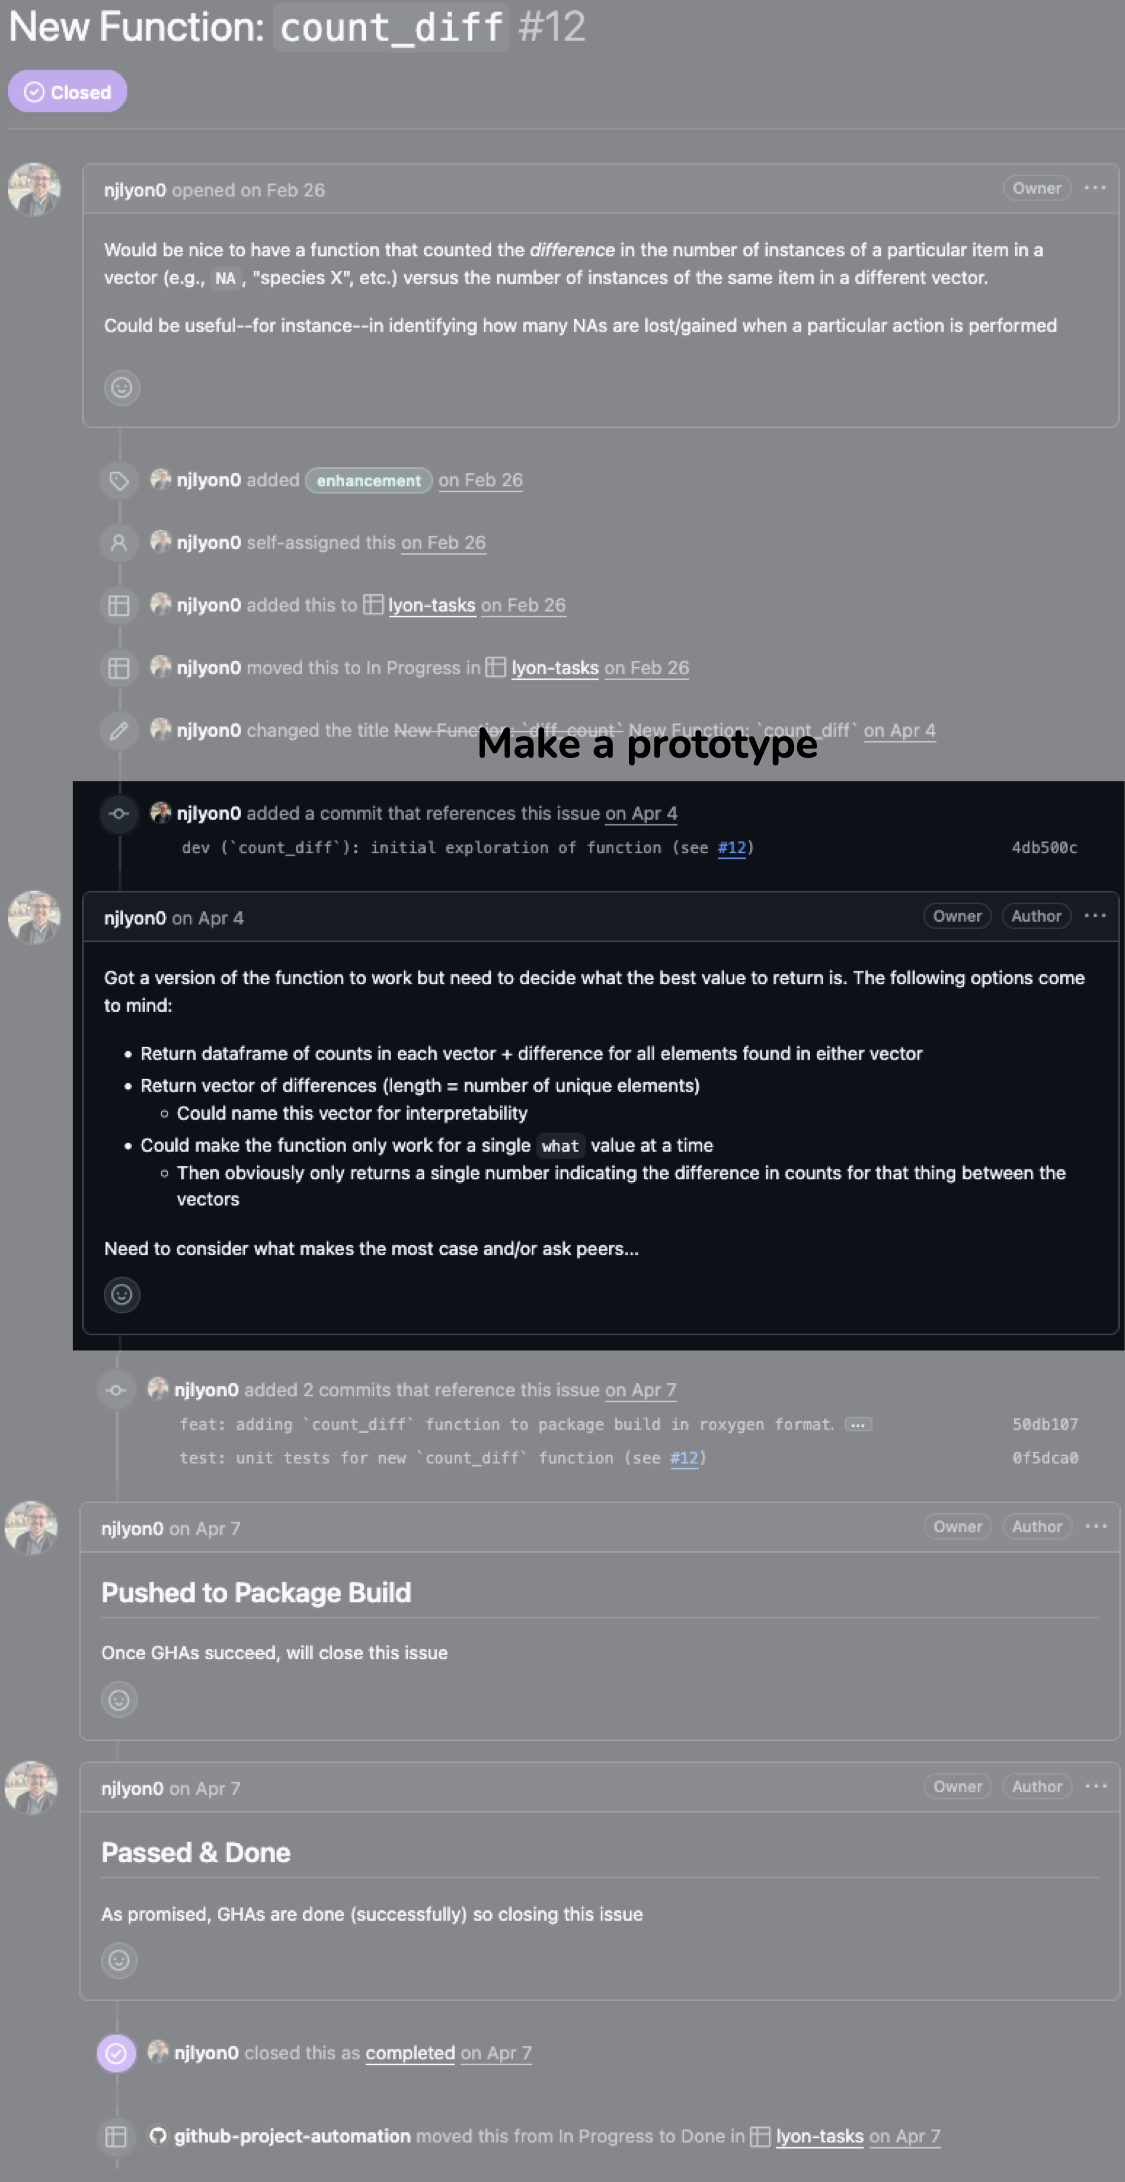 New Function: count_diff #12
Closed
njlyon0 opened on Feb 26 Owner
Would be nice to have a function that counted the difference in the number of instances of a particular item in a
vector (e.g., NA, "species X", etc.) versus the number of instances of the same item in a different vector.
Could be useful--for instance--in identifying how many NAs are lost/gained when a particular action is performed
njlyon0 added enhancement on Feb 26
njlyon0 self-assigned this on Feb 26
njlyon0 added this to lyon-tasks on Feb 26
njlyon0 moved this to In Progress in lyon-tasks on Feb 26
njlyon0 changed the title New Function: `diff_count` New Function: `count_diff` on Apr 4
Make a prototype
njlyon0 added a commit that references this issue on Apr 4
dev (`count_diff`): initial exploration of function (see #12) 4db500c
njlyon0 on Apr 4 Owner Author
Got a version of the function to work but need to decide what the best value to return is. The following options come
to mind:
• Return dataframe of counts in each vector + difference for all elements found in either vector
• Return vector of differences (length = number of unique elements)
◦ Could name this vector for interpretability
• Could make the function only work for a single what value at a time
◦ Then obviously only returns a single number indicating the difference in counts for that thing between the
vectors
Need to consider what makes the most case and/or ask peers...
njlyon0 added 2 commits that reference this issue on Apr 7
feat: adding `count_diff` function to package build in roxygen format. ... 50db107
test: unit tests for new `count_diff` function (see #12) 0f5dca0
njlyon0 on Apr 7 Owner Author
Pushed to Package Build
Once GHAs succeed, will close this issue
njlyon0 on Apr 7 Owner Author
Passed & Done
As promised, GHAs are done (successfully) so closing this issue
njlyon0 closed this as completed on Apr 7
github-project-automation moved this from In Progress to Done in lyon-tasks on Apr 7